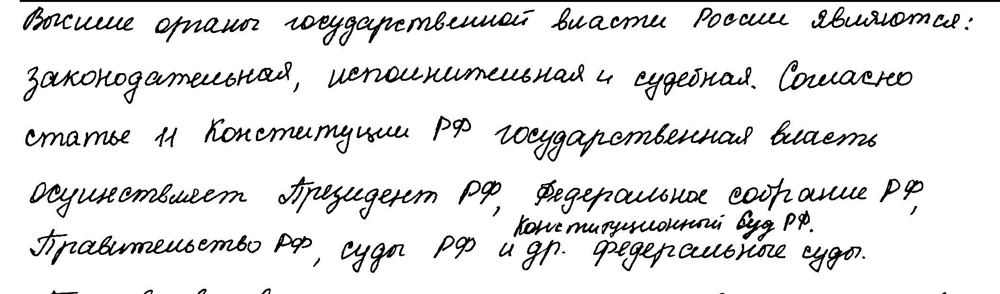 Высшие органы государственной власти России являются:
законодательная, исполнительная и судебная. Согласно
статье 11 Конституции РФ государственная власть
осуществляет Президент РФ, Федеральное собрание РФ,
Конституционный Суд РФ.
Правительство РФ, суды РФ и др. федеральные суды.